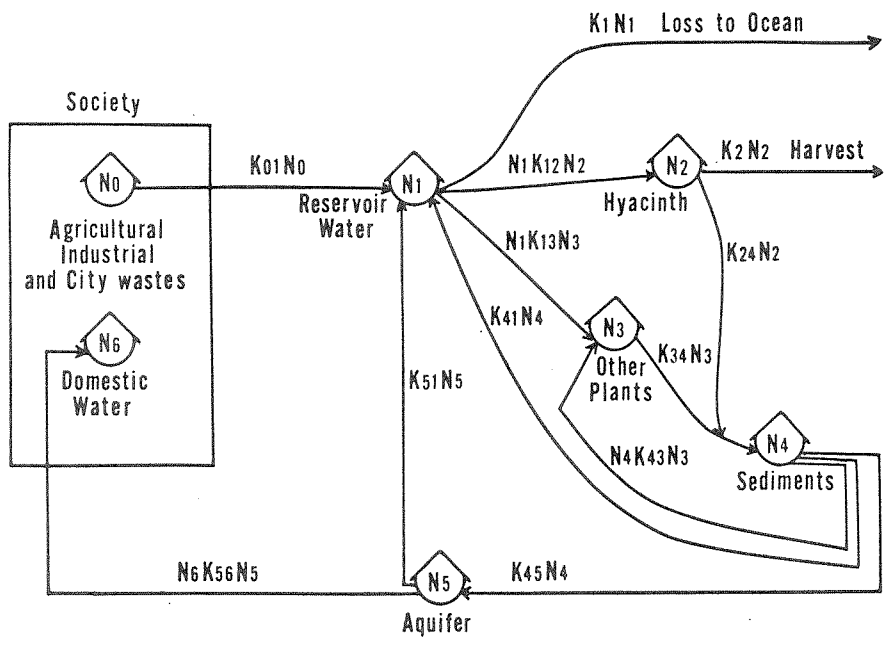 K1N1 Loss to Ocean
Society
K01N0
N1K12N2
K2N2 Harvest
N0
N1
N2
Reservoir
Water
Hyacinth
Agricultural
Industrial
and City wastes
N1K13N3
K24N2
K41N4
N6
N3
K34N3
Other
Plants
Domestic
Water
K51N5
N4K43N3
N4
Sediments
N6K56N5
N5
K45N4
Aquifer